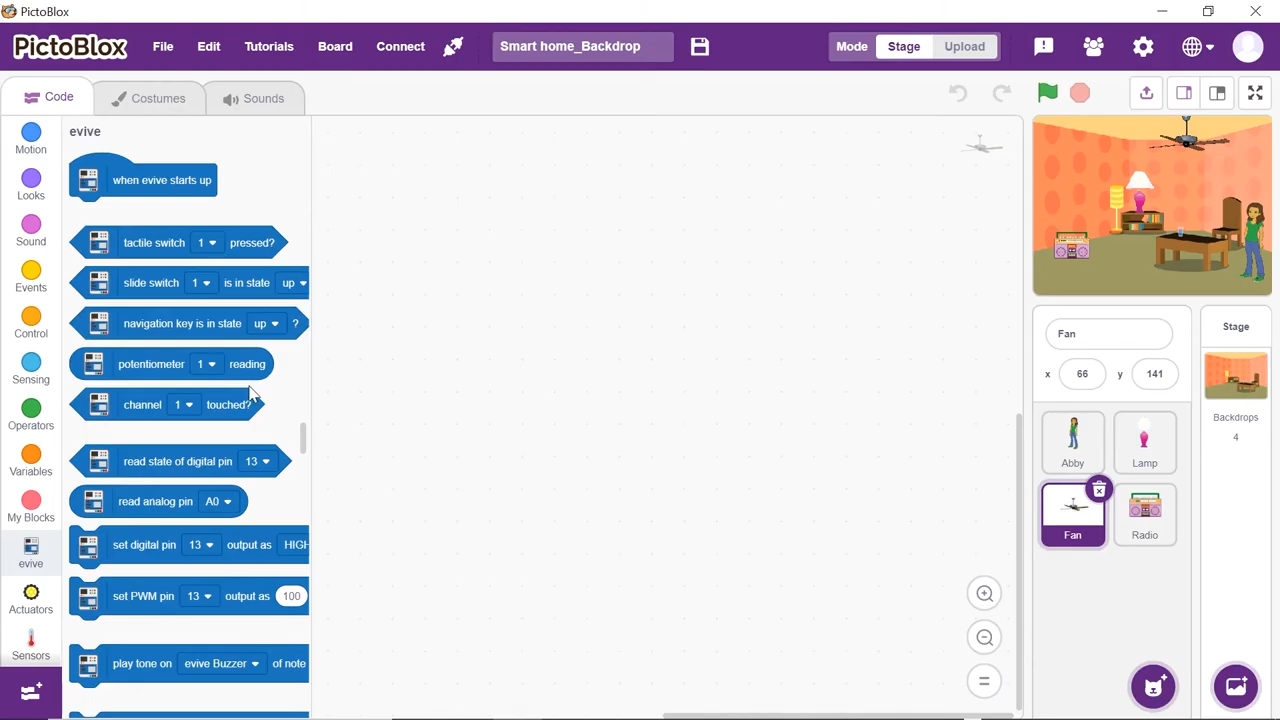 PictoBlox
PictoBlox File Edit Tutorials Board Connect Smart home_Backdrop Mode Stage Upload
Code Costumes Sounds
Motion
Looks
Sound
Events
Control
Sensing
Operators
Variables
My Blocks
evive
Actuators
Sensors
evive
when evive starts up
tactile switch 1 pressed?
slide switch 1 is in state up
navigation key is in state up ?
potentiometer 1 reading
channel 1 touched?
read state of digital pin 13
read analog pin A0
set digital pin 13 output as HIGH
set PWM pin 13 output as 100
play tone on evive Buzzer of note
Fan
x 66 y 141
Abby Lamp
Fan Radio
Stage
Backdrops
4